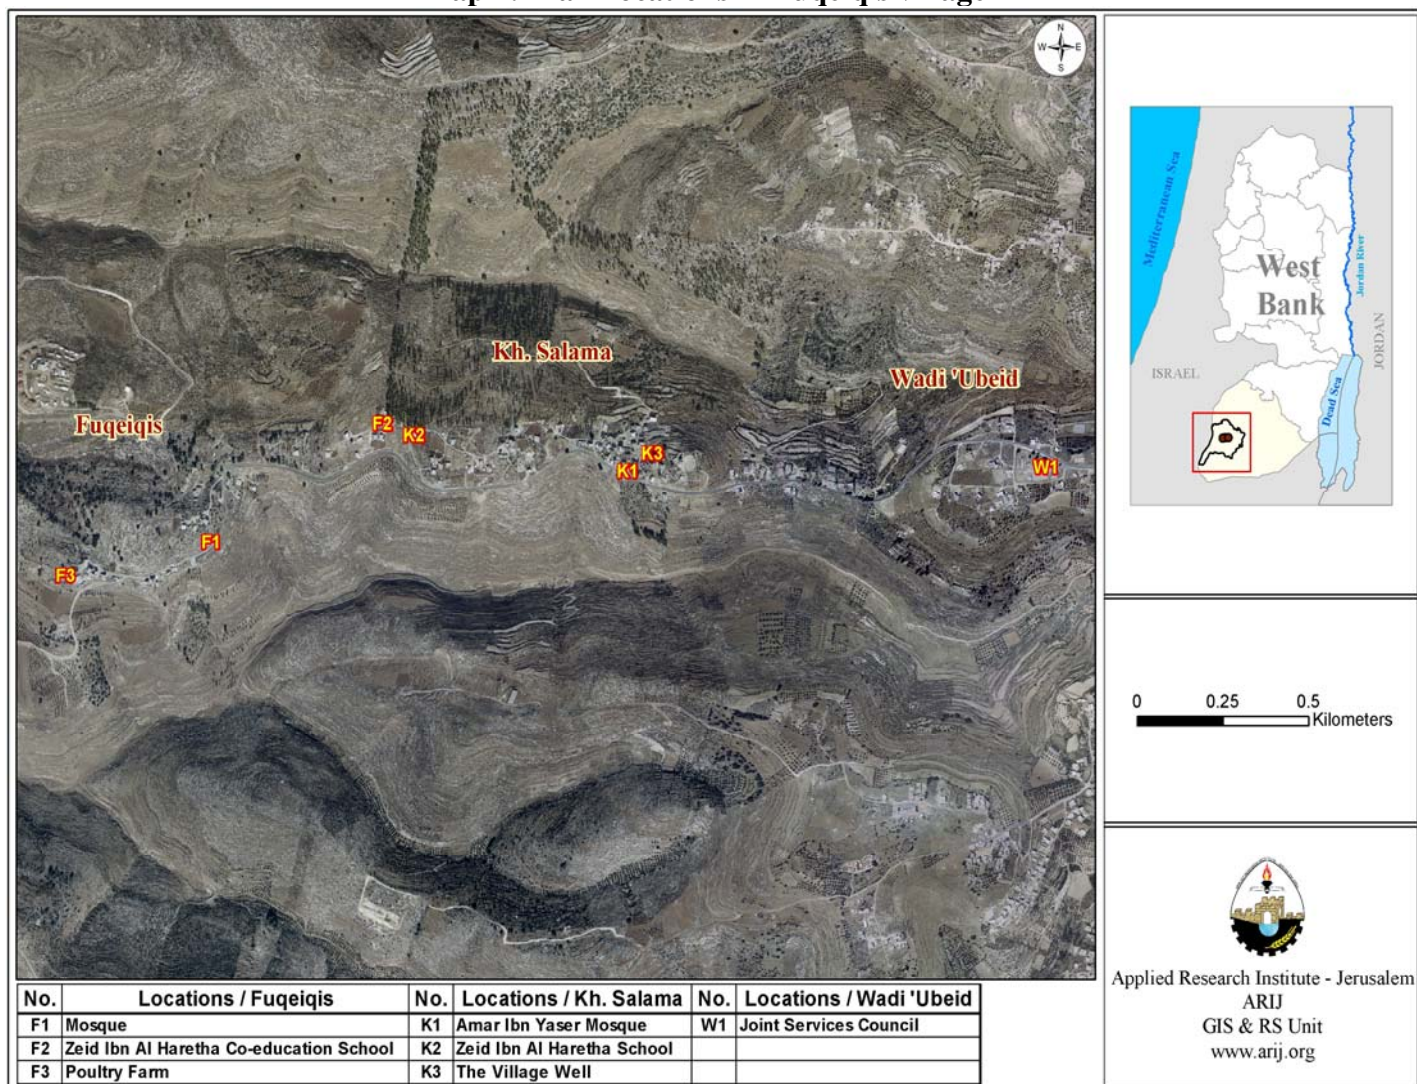 N
W E
S
Kh. Salama
Wadi 'Ubeid
Fuqeiqis
F2
K2
K3
K1
W1
F1
F3
Mediterranean Sea
West
Bank
Jordan River
JORDAN
ISRAEL
Dead Sea
0 0.25 0.5
Kilometers
Applied Research Institute - Jerusalem
ARIJ
GIS & RS Unit
www.arij.org
No. Locations / Fuqeiqis No. Locations / Kh. Salama No. Locations / Wadi 'Ubeid
F1 Mosque K1 Amar Ibn Yaser Mosque W1 Joint Services Council
F2 Zeid Ibn Al Haretha Co-education School K2 Zeid Ibn Al Haretha School
F3 Poultry Farm K3 The Village Well